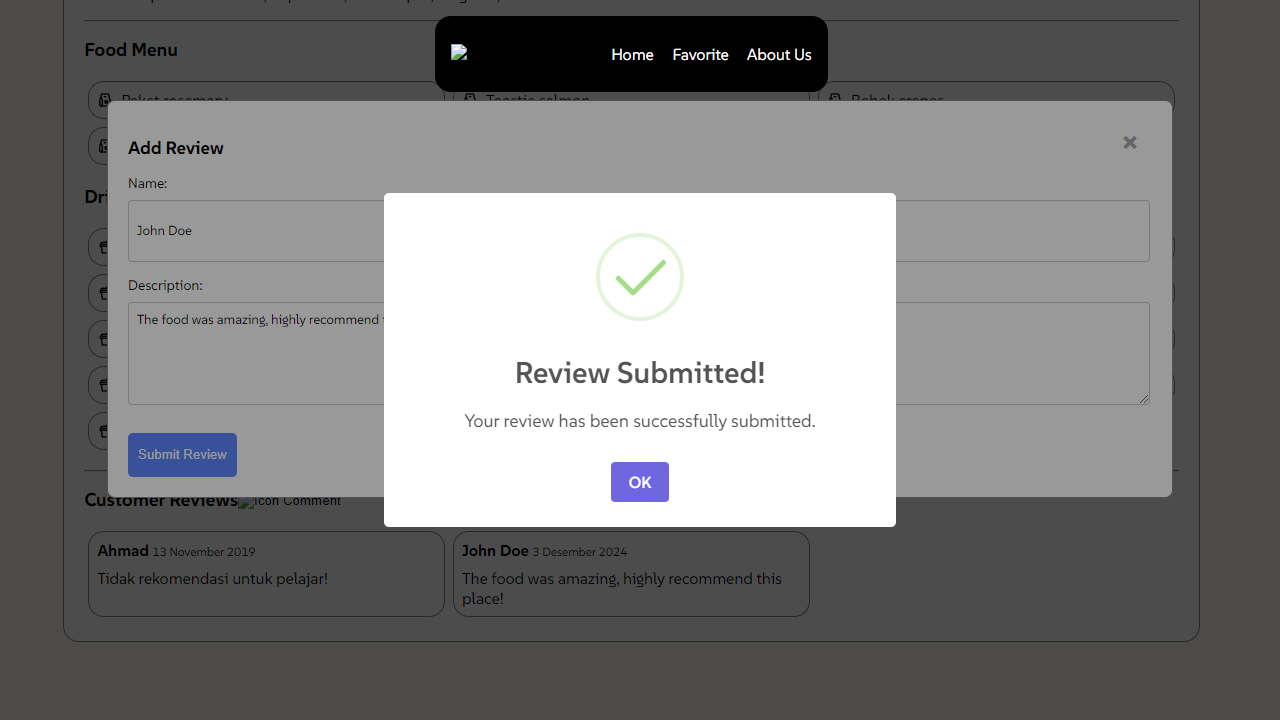 Food Menu
Home Favorite About Us
Paket rosemary
Toastie salmon
Bebek crepes
Add Review
×
Name:
John Doe
Description:
The food was amazing, highly recommend
Submit Review
Review Submitted!
Your review has been successfully submitted.
OK
Customer Reviews Icon Comment
Ahmad 13 November 2019
Tidak rekomendasi untuk pelajar!
John Doe 3 Desember 2024
The food was amazing, highly recommend this
place!